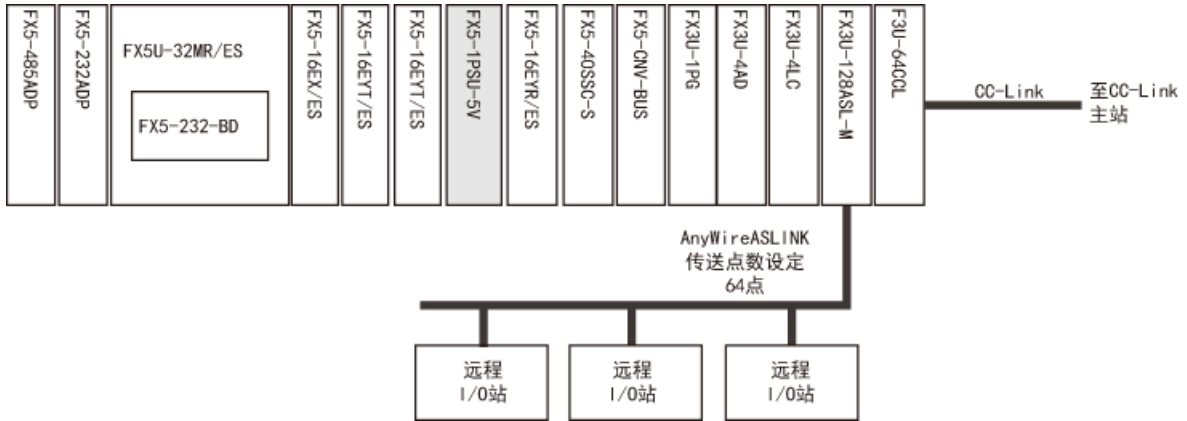 FX5-485ADP
FX5-232ADP
FX5U-32MR/ES
FX5-232-BD
FX5-16EX/ES
FX5-16EYT/ES
FX5-16EYT/ES
FX5-1PSU-5V
FX5-16EYR/ES
FX5-40SSC-S
FX5-CNV-BUS
FX3U-1PG
FX3U-4AD
FX3U-4LC
FX3U-128ASL-M
F3U-64CCL
CC-Link
至CC-Link
主站
AnyWireASLINK
传送点数设定
64点
远程
I/O站
远程
I/O站
远程
I/O站